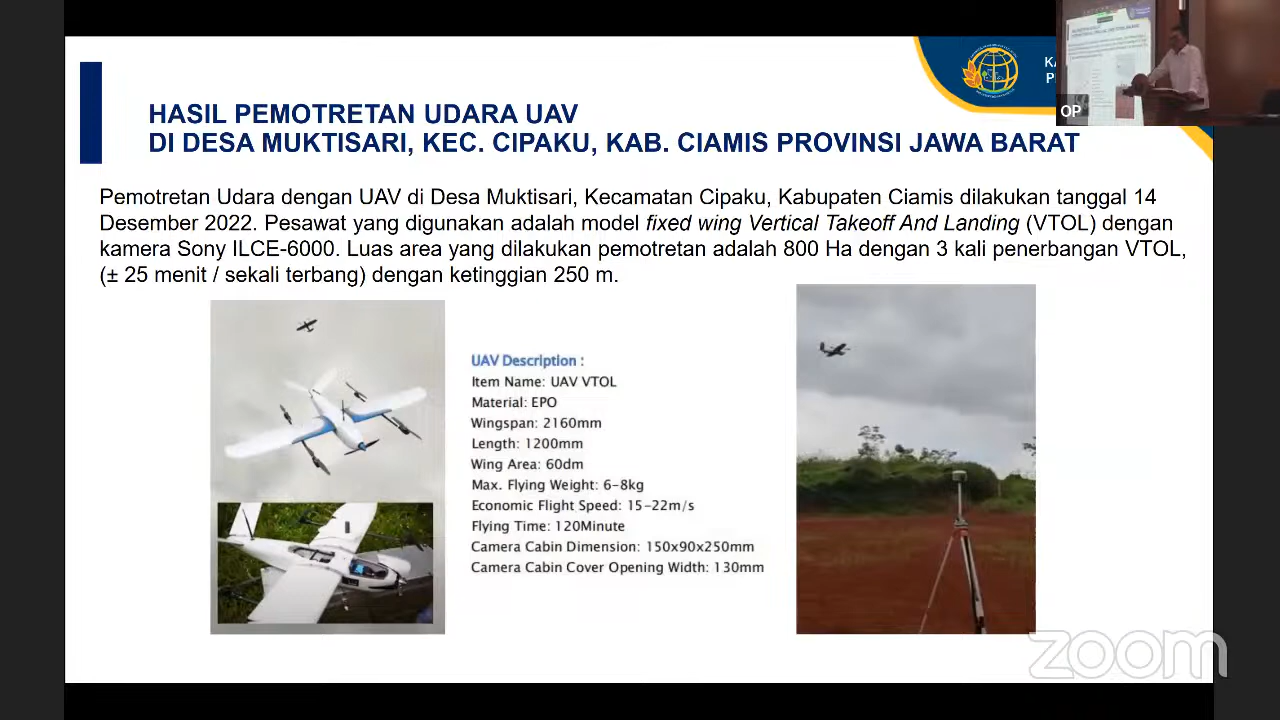 HASIL PEMOTRETAN UDARA UAV
DI DESA MUKTISARI, KEC. CIPAKU, KAB. CIAMIS PROVINSI JAWA BARAT
OP
Pemotretan Udara dengan UAV di Desa Muktisari, Kecamatan Cipaku, Kabupaten Ciamis dilakukan tanggal 14
Desember 2022. Pesawat yang digunakan adalah model fixed wing Vertical Takeoff And Landing (VTOL) dengan
kamera Sony ILCE-6000. Luas area yang dilakukan pemotretan adalah 800 Ha dengan 3 kali penerbangan VTOL,
(± 25 menit / sekali terbang) dengan ketinggian 250 m.
UAV Description :
Item Name: UAV VTOL
Material: EPO
Wingspan: 2160mm
Length: 1200mm
Wing Area: 60dm
Max. Flying Weight: 6-8kg
Economic Flight Speed: 15-22m/s
Flying Time: 120Minute
Camera Cabin Dimension: 150x90x250mm
Camera Cabin Cover Opening Width: 130mm
zoom